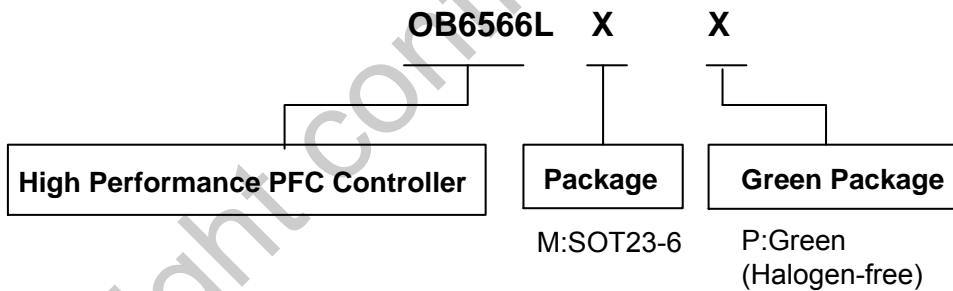 OB6566L X X
High Performance PFC Controller
Package
Green Package
M:SOT23-6
P:Green
(Halogen-free)